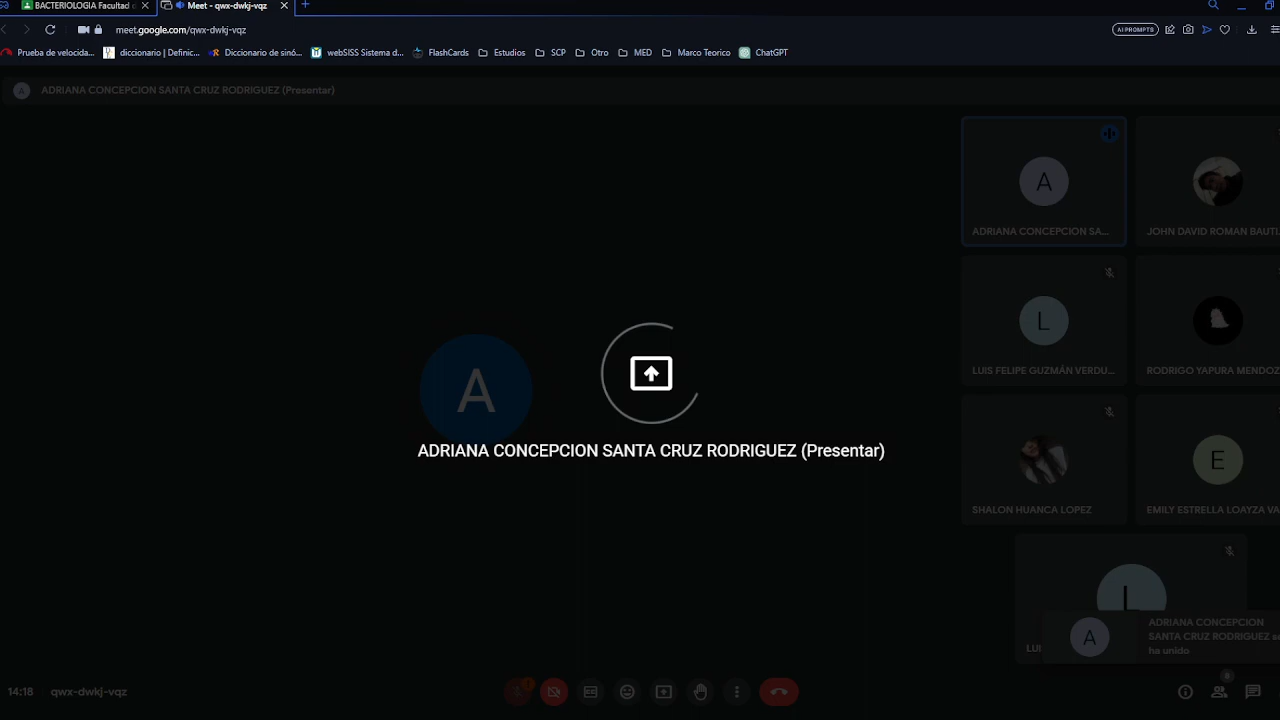 BACTERIOLOGIA Facultad d
Meet - qwx-dwkj-vqz
meet.google.com/qwx-dwkj-vqz
AI PROMPTS
Prueba de velocida...
diccionario | Definic...
Diccionario de sinó...
webSISS Sistema d...
FlashCards
Estudios
SCP
Otro
MED
Marco Teorico
ChatGPT
A
ADRIANA CONCEPCION SANTA CRUZ RODRIGUEZ (Presentar)
A
ADRIANA CONCEPCION SA...
JOHN DAVID ROMAN BAUTI
L
LUIS FELIPE GUZMÁN VERDU...
RODRIGO YAPURA MENDOZ
A
ADRIANA CONCEPCION SANTA CRUZ RODRIGUEZ (Presentar)
SHALON HUANCA LOPEZ
E
EMILY ESTRELLA LOAYZA VA
L
LUI
A
ADRIANA CONCEPCION
SANTA CRUZ RODRIGUEZ se
ha unido
14:18
qwx-dwkj-vqz
8